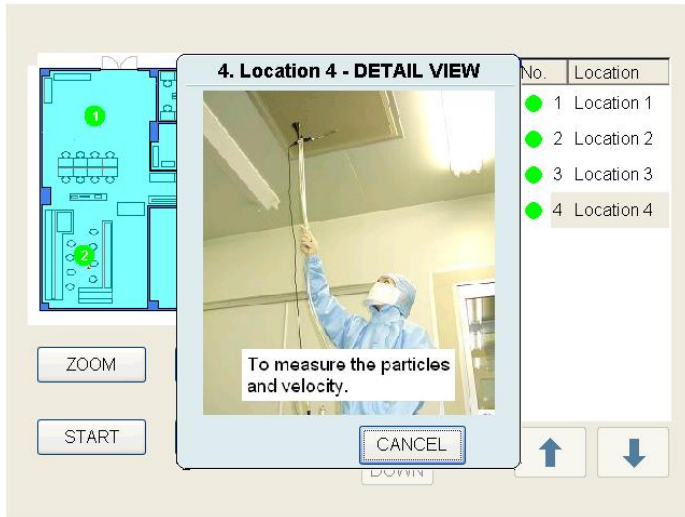 4. Location 4 - DETAIL VIEW
No. Location
1
1 Location 1
2 Location 2
3 Location 3
4 Location 4
2
ZOOM
To measure the particles
and velocity.
START
CANCEL
DOWN